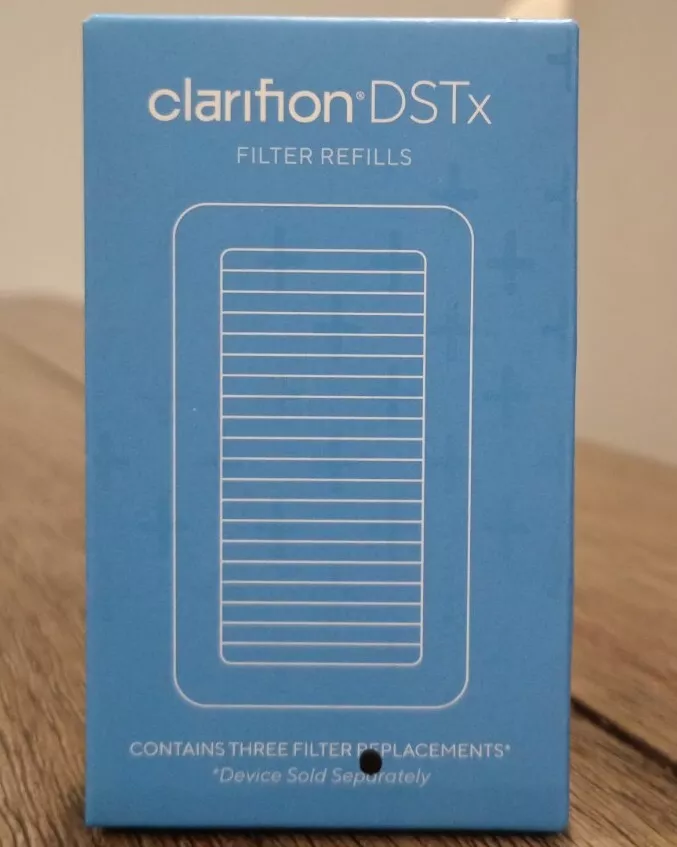 clarifion® DSTx
FILTER REFILLS
CONTAINS THREE FILTER REPLACEMENTS*
*Device Sold Separately